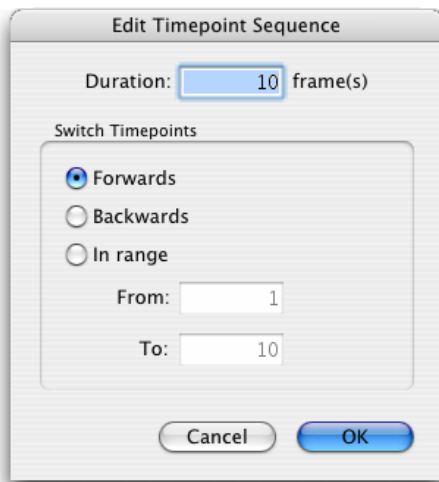 Edit Timepoint Sequence
Duration: 10 frame(s)
Switch Timepoints
Forwards
Backwards
In range
From: 1
To: 10
Cancel OK